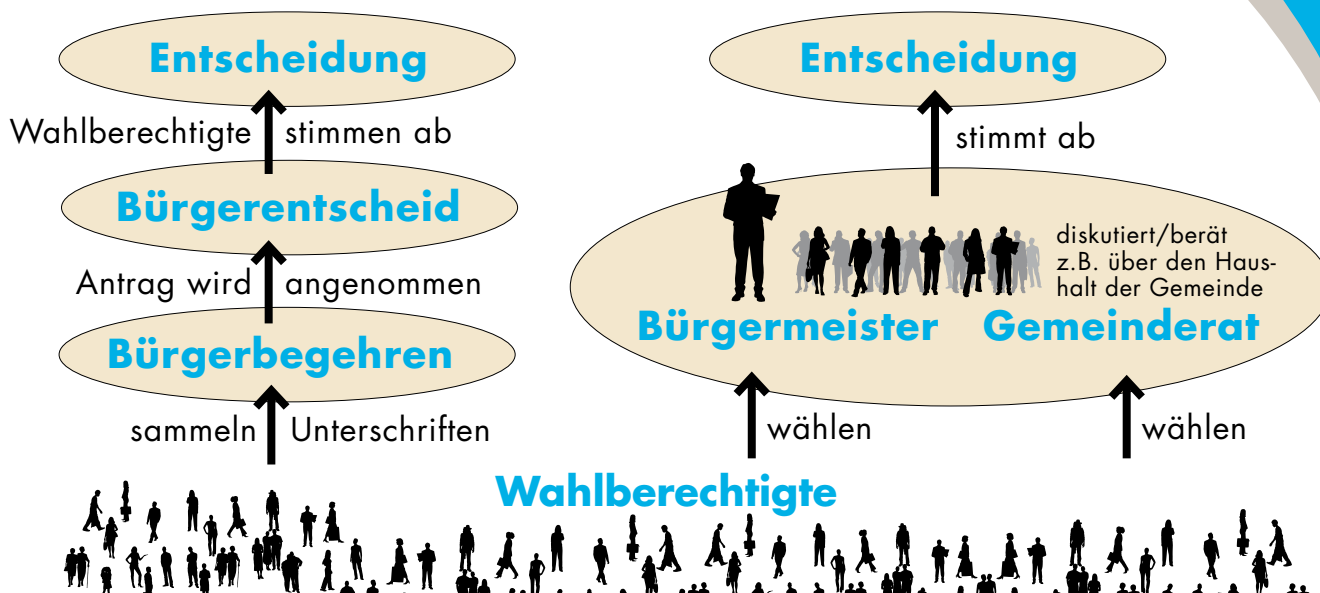 Entscheidung
Wahlberechtigte stimmen ab
Bürgerentscheid
Antrag wird angenommen
Bürgerbegehren
sammeln Unterschriften
Entscheidung
stimmt ab
diskutiert/berät
z.B. über den Haus-
halt der Gemeinde
Bürgermeister Gemeinderat
wählen wählen
Wahlberechtigte